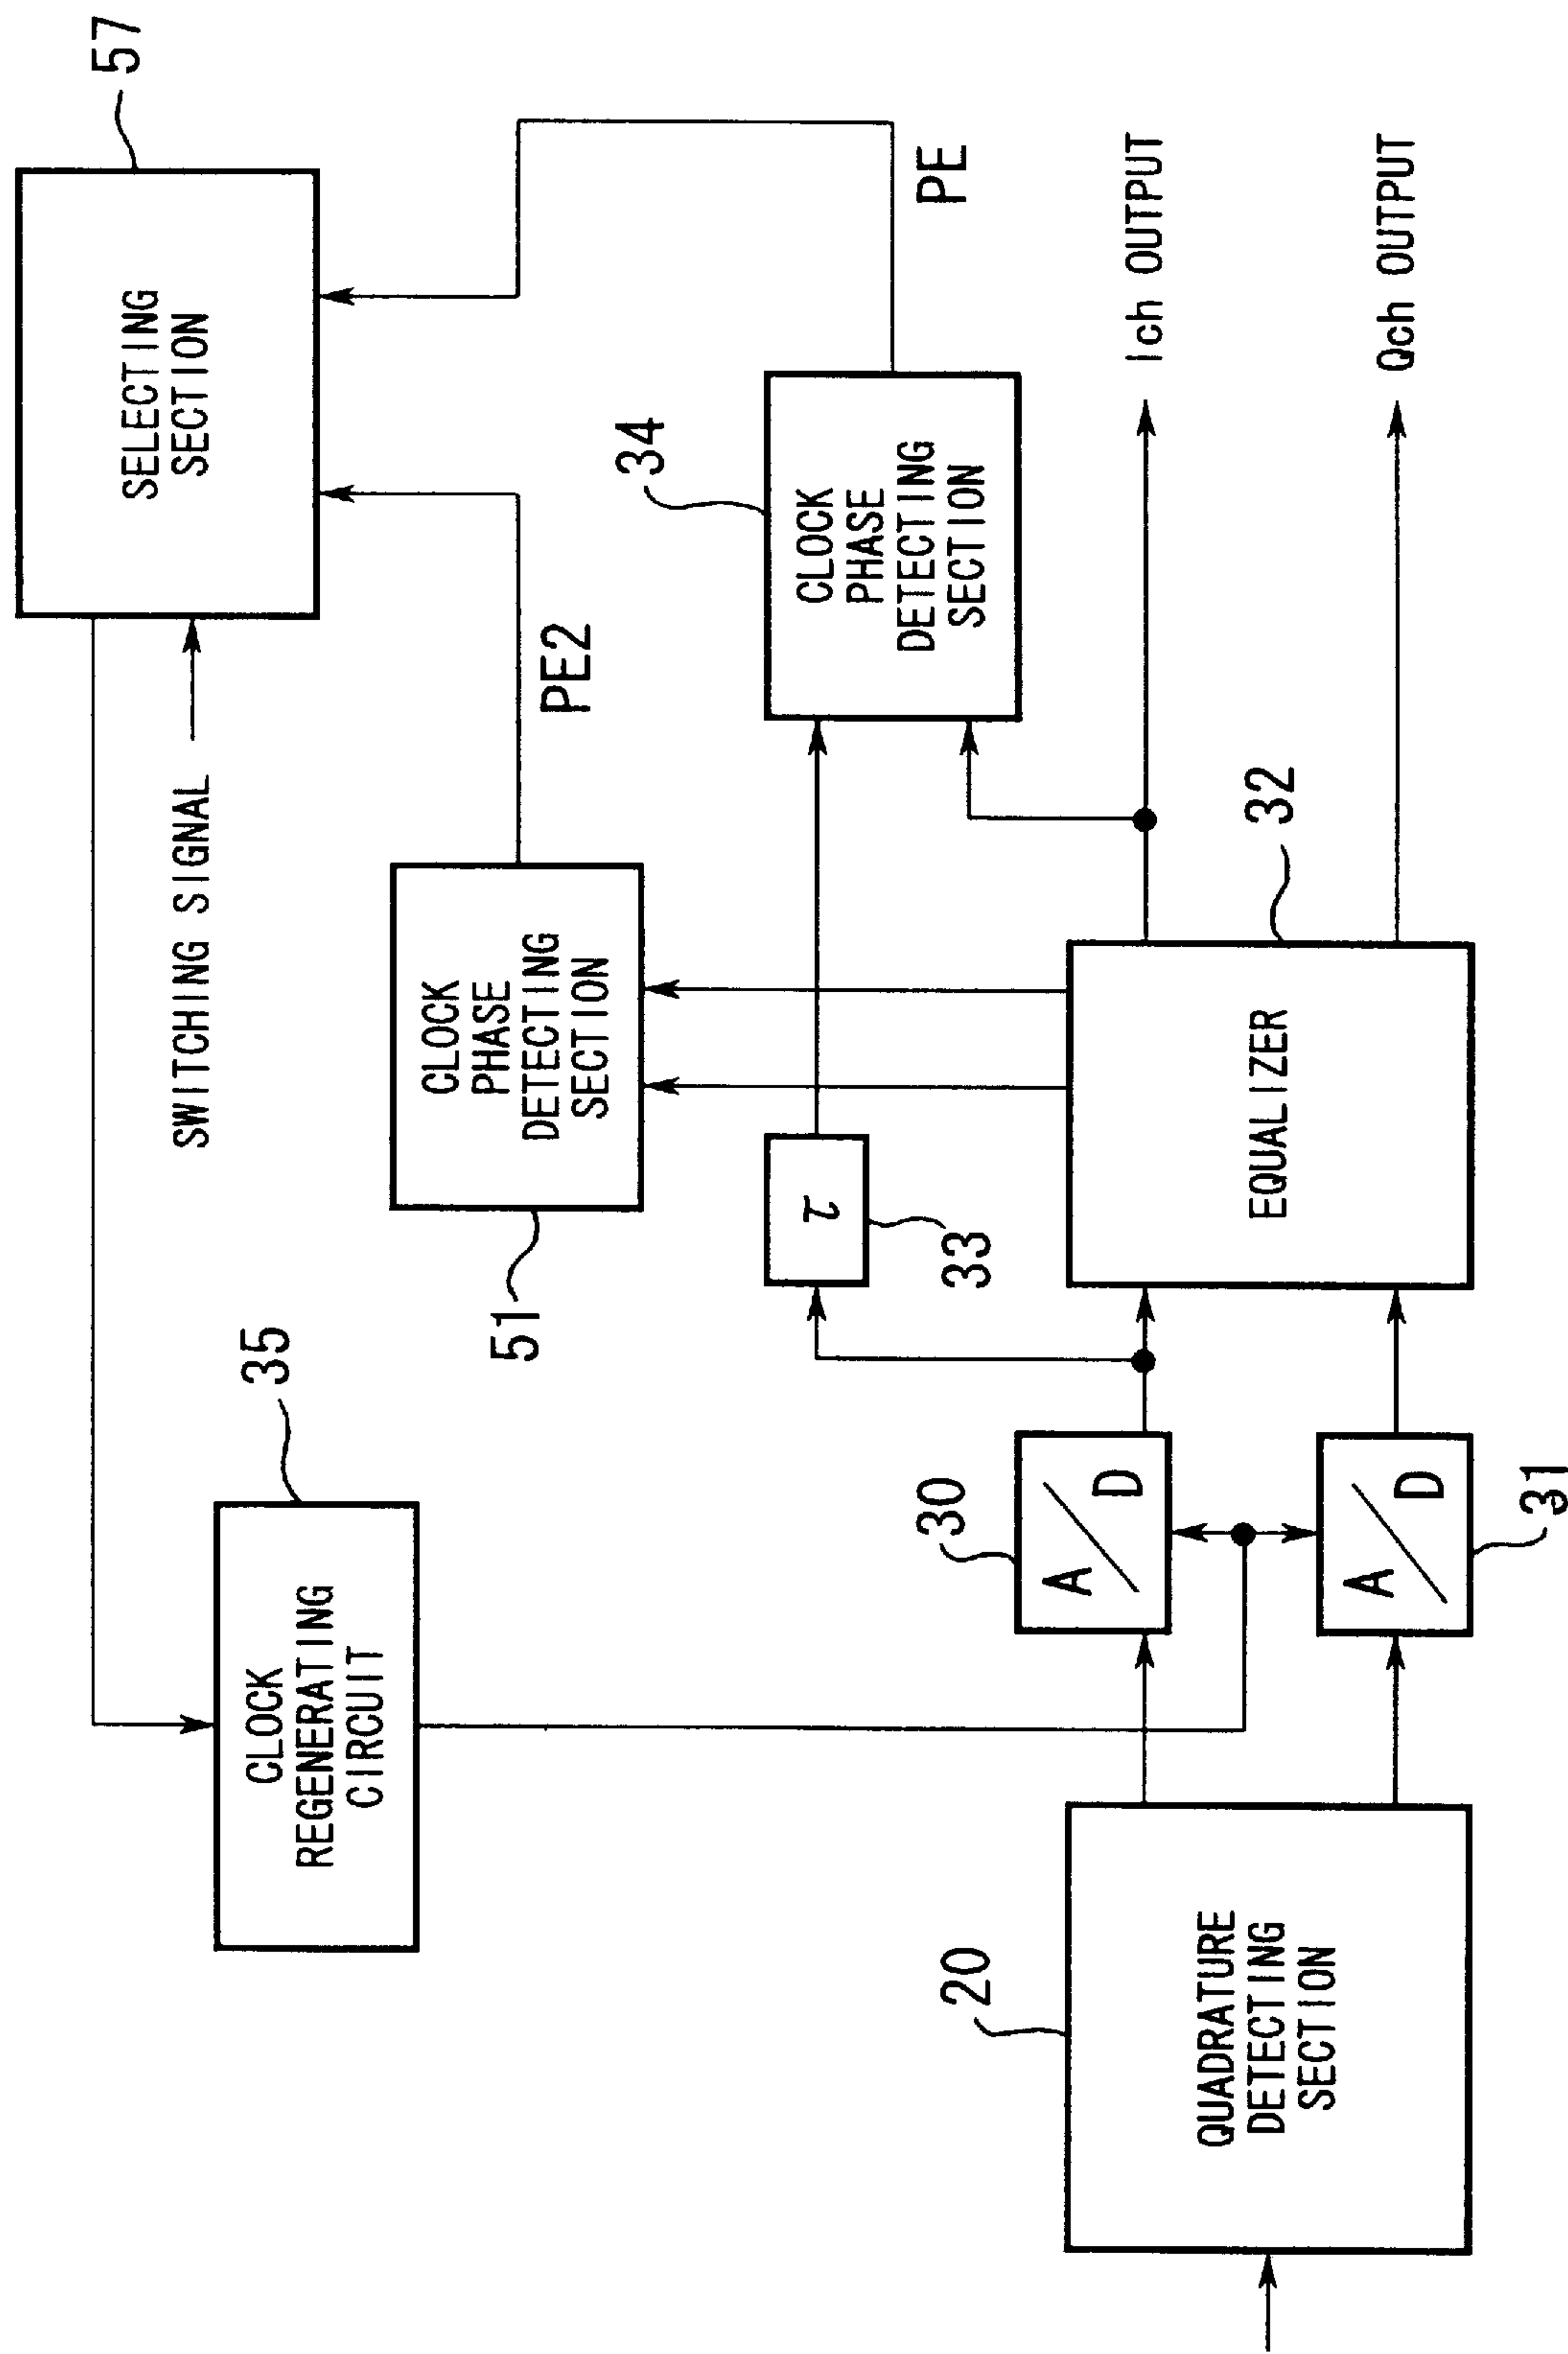 57
SELECTING
SECTION
SWITCHING SIGNAL
35
CLOCK
REGENERATING
CIRCUIT
PE2
PE
51
CLOCK
PHASE
DETECTING
SECTION
34
CLOCK
PHASE
DETECTING
SECTION
τ
33
20
QUADRATURE
DETECTING
SECTION
30
A/D
31
A/D
32
EQUALIZER
Ich OUTPUT
Qch OUTPUT